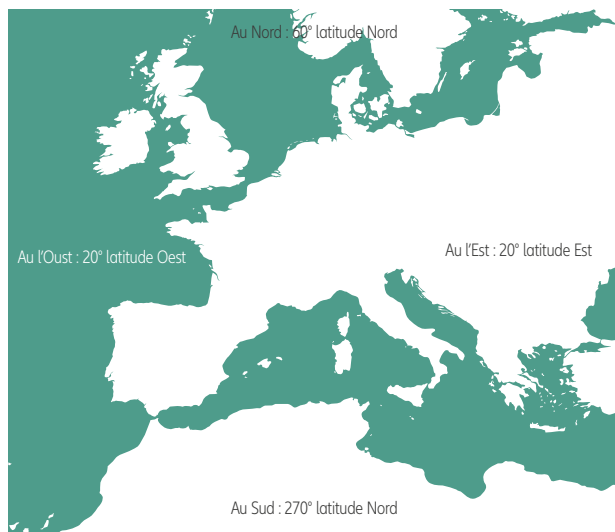 Au Nord : 60° latitude Nord
Au l'Oust : 20° latitude Oest
Au l'Est : 20° latitude Est
Au Sud : 270° latitude Nord